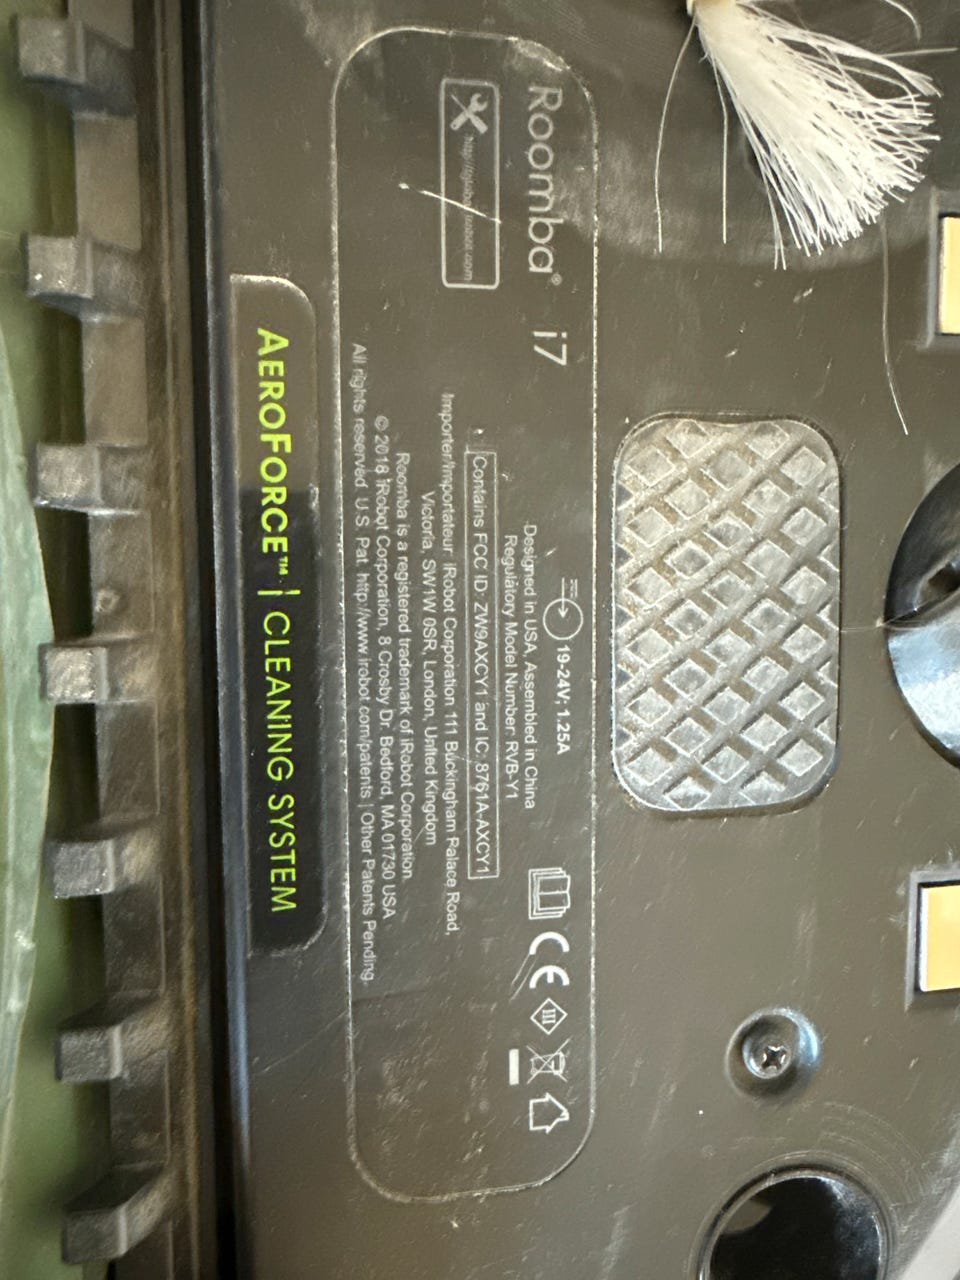 Roomba® i7
http://global.irobot.com
19-24V; 1.25A
Designed in USA, Assembled in China
Regulatory Model Number: RVB-Y1
Contains FCC ID: ZW9AXCY1 and IC: 8761A-AXCY1
Importer/Importateur iRobot Corporation 111 Buckingham Palace Road,
Victoria, SW1W 0SR, London, United Kingdom
Roomba is a registered trademark of iRobot Corporation.
© 2018 iRobot Corporation, 8 Crosby Dr. Bedford, MA 01730 USA
All rights reserved. U.S. Pat. http://www.irobot.com/patents | Other Patents Pending.
CE
III
AEROFORCE™ | CLEANING SYSTEM